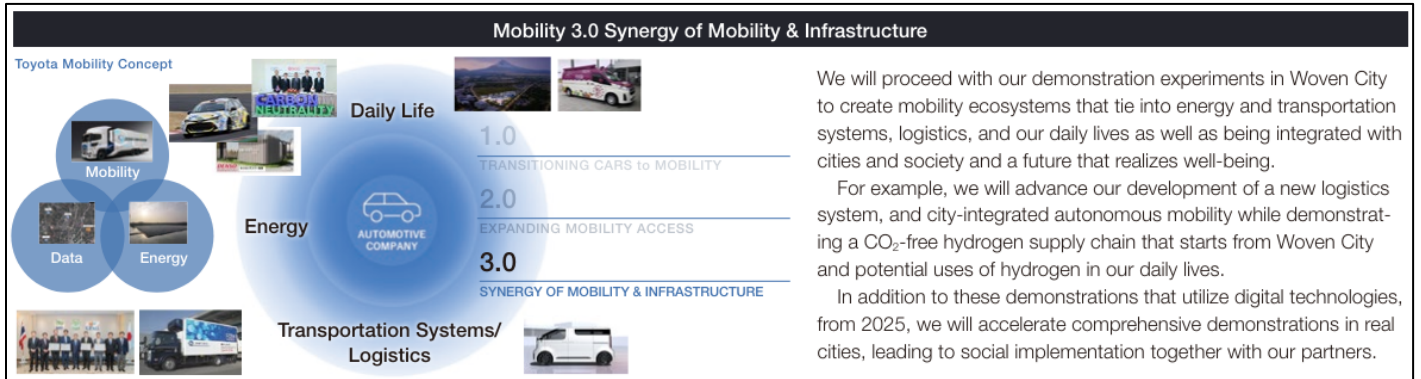 Mobility 3.0 Synergy of Mobility & Infrastructure
Toyota Mobility Concept
CARBON
NEUTRALITY
Mobility
Data
Energy
Daily Life
Energy
AUTOMOTIVE
COMPANY
Transportation Systems/
Logistics
1.0
TRANSITIONING CARS to MOBILITY
2.0
EXPANDING MOBILITY ACCESS
3.0
SYNERGY OF MOBILITY & INFRASTRUCTURE
We will proceed with our demonstration experiments in Woven City
to create mobility ecosystems that tie into energy and transportation
systems, logistics, and our daily lives as well as being integrated with
cities and society and a future that realizes well-being.
For example, we will advance our development of a new logistics
system, and city-integrated autonomous mobility while demonstrat-
ing a CO₂-free hydrogen supply chain that starts from Woven City
and potential uses of hydrogen in our daily lives.
In addition to these demonstrations that utilize digital technologies,
from 2025, we will accelerate comprehensive demonstrations in real
cities, leading to social implementation together with our partners.